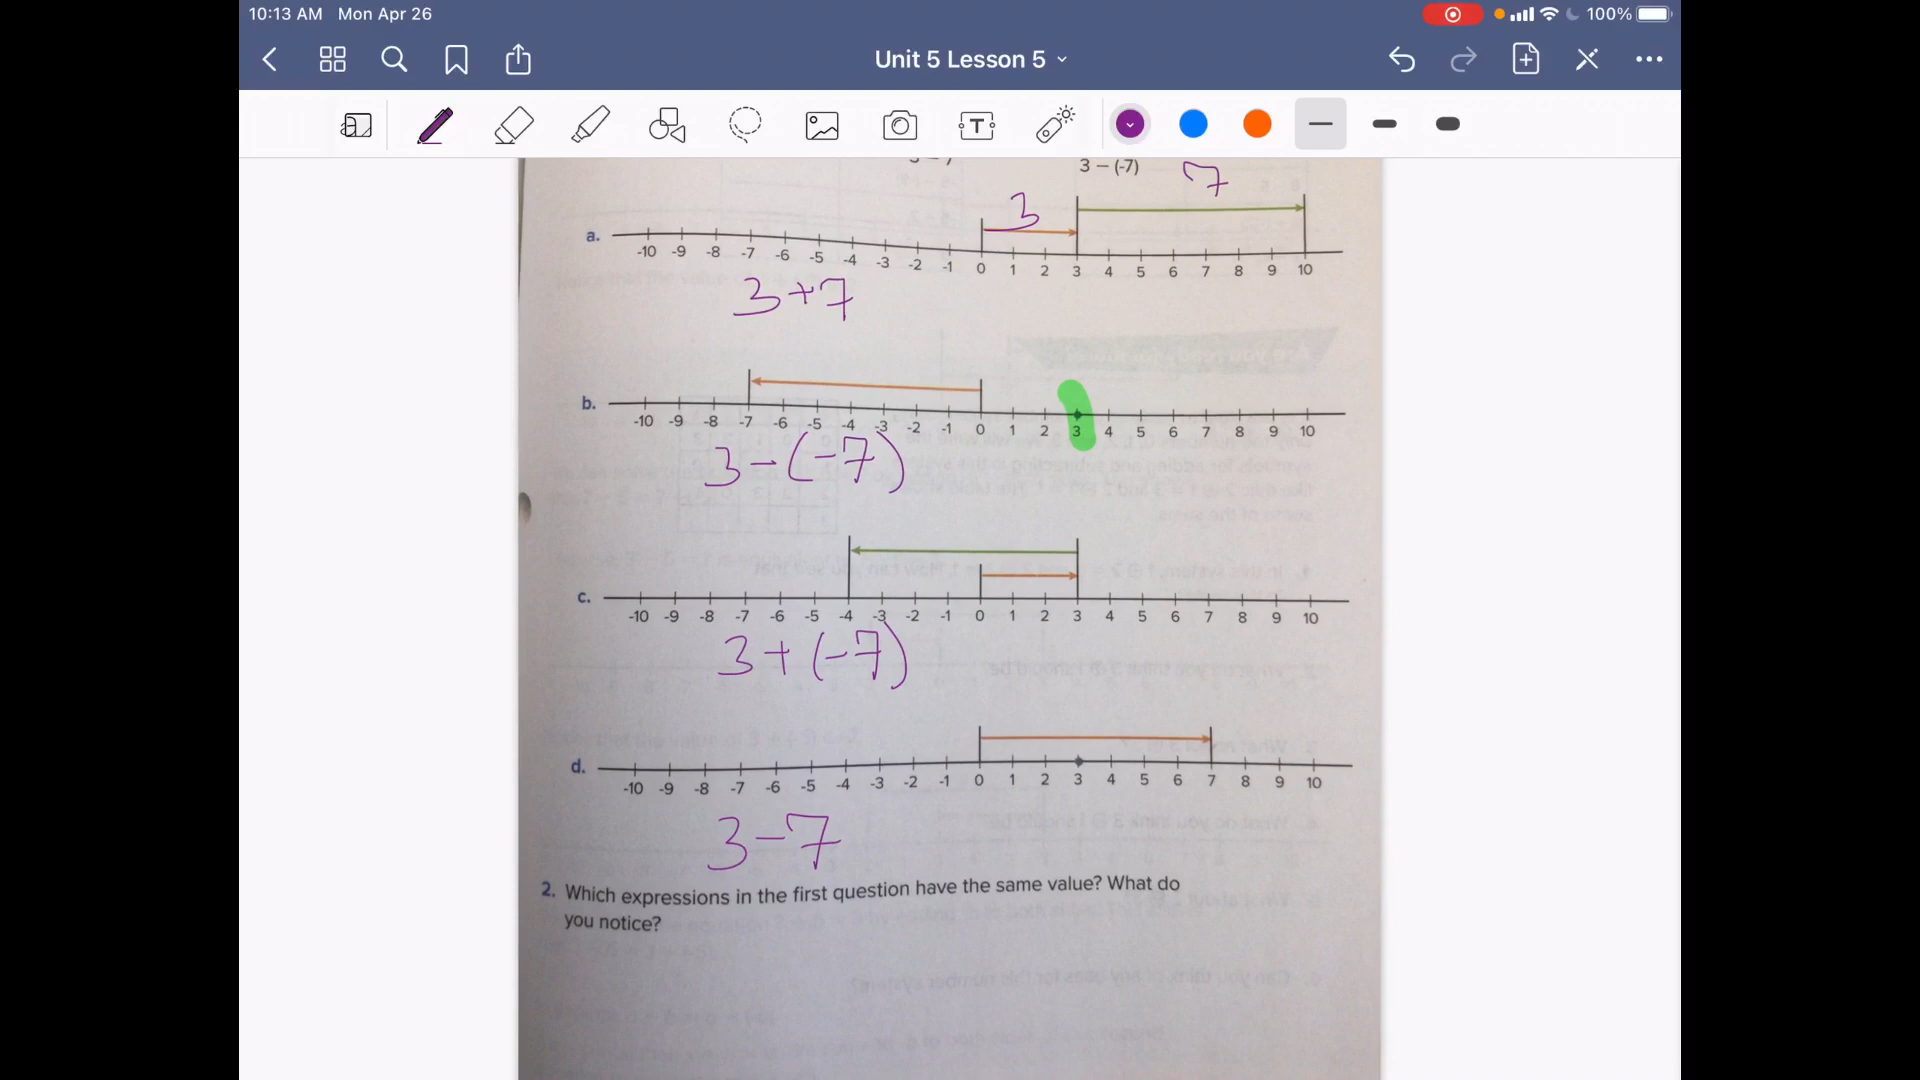 10:13 AM Mon Apr 26
100%
Unit 5 Lesson 5
3 – (-7)
7
3
a.
-10 -9 -8 -7 -6 -5 -4 -3 -2 -1 0 1 2 3 4 5 6 7 8 9 10
3+7
b.
-10 -9 -8 -7 -6 -5 -4 -3 -2 -1 0 1 2 3 4 5 6 7 8 9 10
3-(-7)
c.
-10 -9 -8 -7 -6 -5 -4 -3 -2 -1 0 1 2 3 4 5 6 7 8 9 10
3+(-7)
d.
-10 -9 -8 -7 -6 -5 -4 -3 -2 -1 0 1 2 3 4 5 6 7 8 9 10
3-7
2. Which expressions in the first question have the same value? What do
you notice?